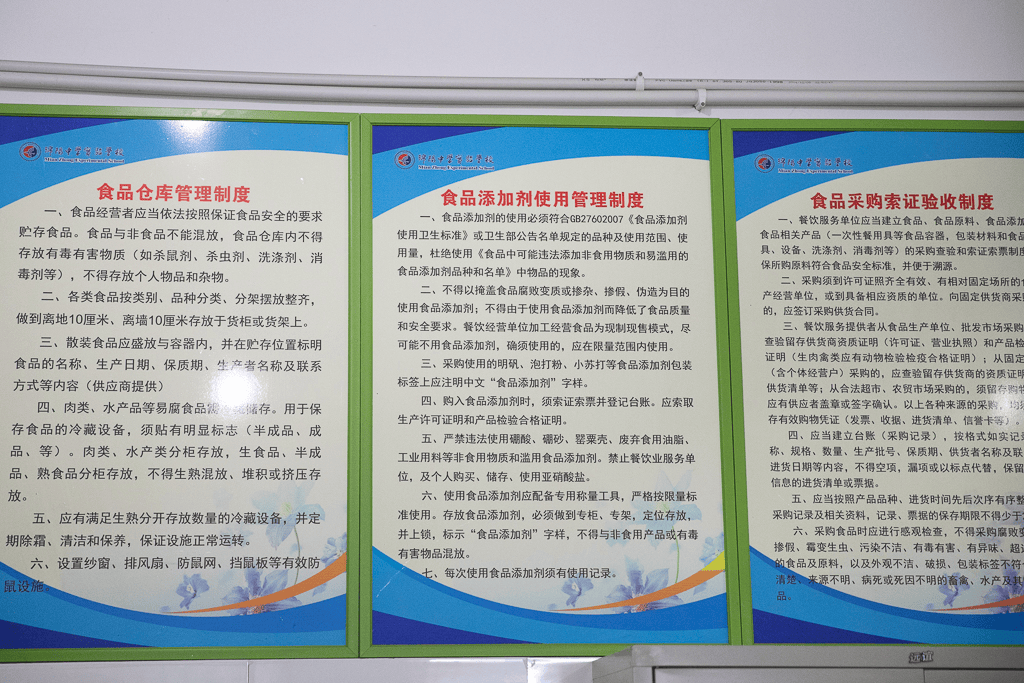 Mian Zhong Experimental School
食品仓库管理制度
一、食品经营者应当依法按照保证食品安全的要求
贮存食品。食品与非食品不能混放，食品仓库内不得
存放有毒有害物质（如杀鼠剂、杀虫剂、洗涤剂、消
毒剂等），不得存放个人物品和杂物。
二、各类食品按类别、品种分类、分架摆放整齐，
做到离地10厘米、离墙10厘米存放于货柜或货架上。
三、散装食品应盛放与容器内，并在贮存位置标明
食品的名称、生产日期、保质期、生产者名称及联系
方式等内容（供应商提供）
四、肉类、水产品等易腐食品储存。用于保
存食品的冷藏设备，须贴有明显标志（半成品、成
品、等）。肉类、水产类分柜存放，生食品、半成
品、熟食品分柜存放，不得生熟混放、堆积或挤压存
放。
五、应有满足生熟分开存放数量的冷藏设备，并定
期除霜、清洁和保养，保证设施正常运转。
六、设置纱窗、排风扇、防鼠网、挡鼠板等有效防
鼠设施。
Mian Zhong Experimental School
食品添加剂使用管理制度
一、食品添加剂的使用必须符合GB27602007《食品添加剂
使用卫生标准》或卫生部公告名单规定的品种及使用范围、使
用量，杜绝使用《食品中可能违法添加非食用物质和易滥用的
食品添加剂品种和名单》中物品的现象。
二、不得以掩盖食品腐败变质或掺杂、掺假、伪造为目的
使用食品添加剂；不得由于使用食品添加剂而降低了食品质量
和安全要求。餐饮经营单位加工经营食品为现制现售模式，尽
可能不用食品添加剂，确须使用的，应在限量范围内使用。
三、采购使用的明矾、泡打粉、小苏打等食品添加剂包装
标签上应注明中文“食品添加剂”字样。
四、购入食品添加剂时，须索证索票并登记台账。应索取
生产许可证明和产品检验合格证明。
五、严禁违法使用硼酸、硼砂、罂粟壳、废弃食用油脂、
工业用料等非食用物质和滥用食品添加剂。禁止餐饮业服务单
位，及个人购买、储存、使用亚硝酸盐。
六、使用食品添加剂应配备专用称量工具，严格按限量标
准使用。存放食品添加剂，必须做到专柜、专架，定位存放，
并上锁，标示“食品添加剂”字样，不得与非食用产品或有毒
有害物品混放。
七、每次使用食品添加剂须有使用记录。
Mian Zhong Experimental School
食品采购索证验收制度
一、餐饮服务单位应当建立食品、食品原料、食品添加
食品相关产品（一次性餐用具等食品容器，包装材料和食品
具、设备、洗涤剂、消毒剂等）的采购查验和索证索票制度
保所购原料符合食品安全标准，并便于溯源。
二、采购须到许可证照齐全有效、有相对固定场所的食
产经营单位，或到具备相应资质的单位。向固定供货商采购
的，应签订采购供货合同。
三、餐饮服务提供者从食品生产单位、批发市场采购
查验留存供货商资质证明（许可证、营业执照）和产品检
证明（生肉禽类应有动物检验检疫合格证明）；从固定
（含个体经营户）采购的，应查验留存供货商的资质证明
供货清单等；从合法超市、农贸市场采购的，须留存购物
应有供应者盖章或签字确认。以上各种来源的采购，均须
存有效购物凭证（发票、收据、进货清单、信誉卡等）。
四、应当建立台账（采购记录），按格式如实记录
称、规格、数量、生产批号、保质期、供货者名称及联
进货日期等内容，不得空项，漏项或以标点代替，保留
信息的进货清单或票据。
五、应当按照产品品种、进货时间先后次序有序整
采购记录及相关资料，记录、票据的保存期限不得少于
六、采购食品时应进行感观检查，不得采购腐败变
掺假、霉变生虫、污染不洁、有毒有害、有异味、超过
的食品及原料，以及外观不洁、破损、包装标签不符
清楚、来源不明、病死或死因不明的畜禽、水产及其
品。